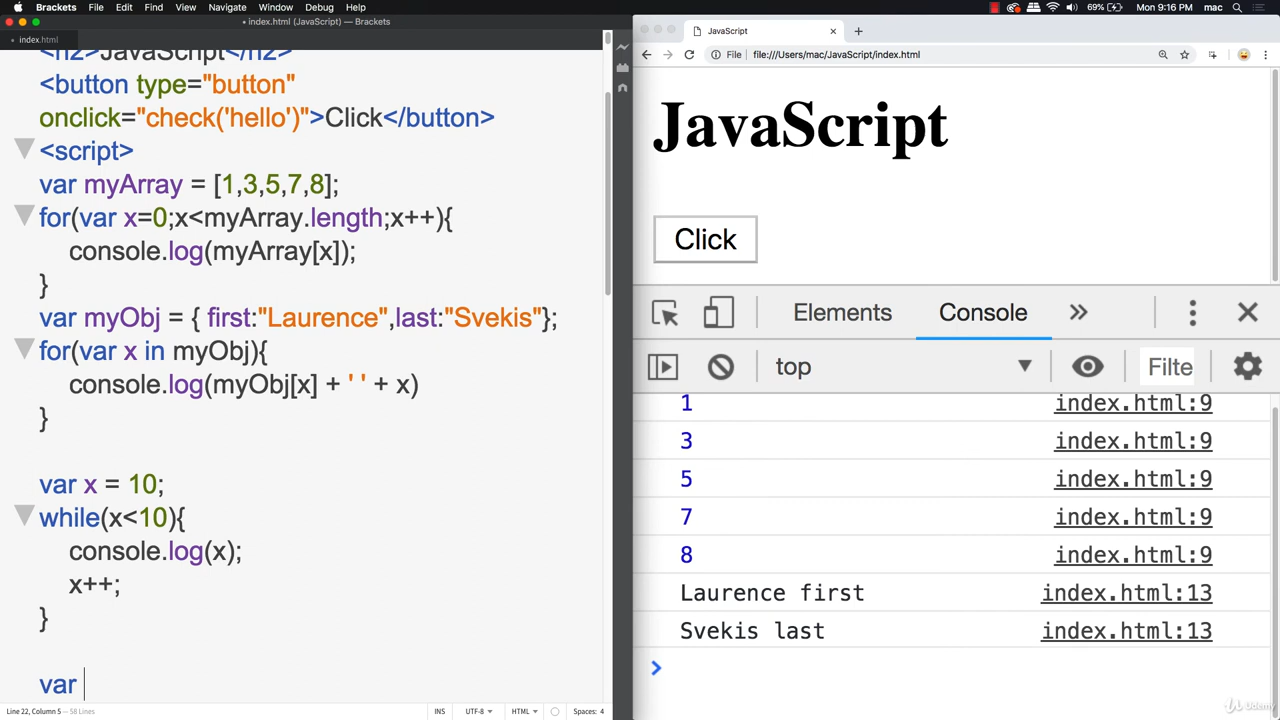 Brackets File Edit Find View Navigate Window Debug Help 69% Mon 9:16 PM mac
• index.html (JavaScript) — Brackets
• index.html
<h2>JavaScript</h2>
<button type="button"
onclick="check('hello')">Click</button>
<script>
var myArray = [1,3,5,7,8];
for(var x=0;x<myArray.length;x++){
console.log(myArray[x]);
}
var myObj = { first:"Laurence",last:"Svekis"};
for(var x in myObj){
console.log(myObj[x] + ' ' + x)
}
var x = 10;
while(x<10){
console.log(x);
x++;
}
var
Line 22, Column 5 — 58 Lines
INS UTF-8 HTML Spaces: 4
JavaScript
File file:///Users/mac/JavaScript/index.html
JavaScript
Click
Elements Console
top Filte
1 index.html:9
3 index.html:9
5 index.html:9
7 index.html:9
8 index.html:9
Laurence first index.html:13
Svekis last index.html:13
Udemy